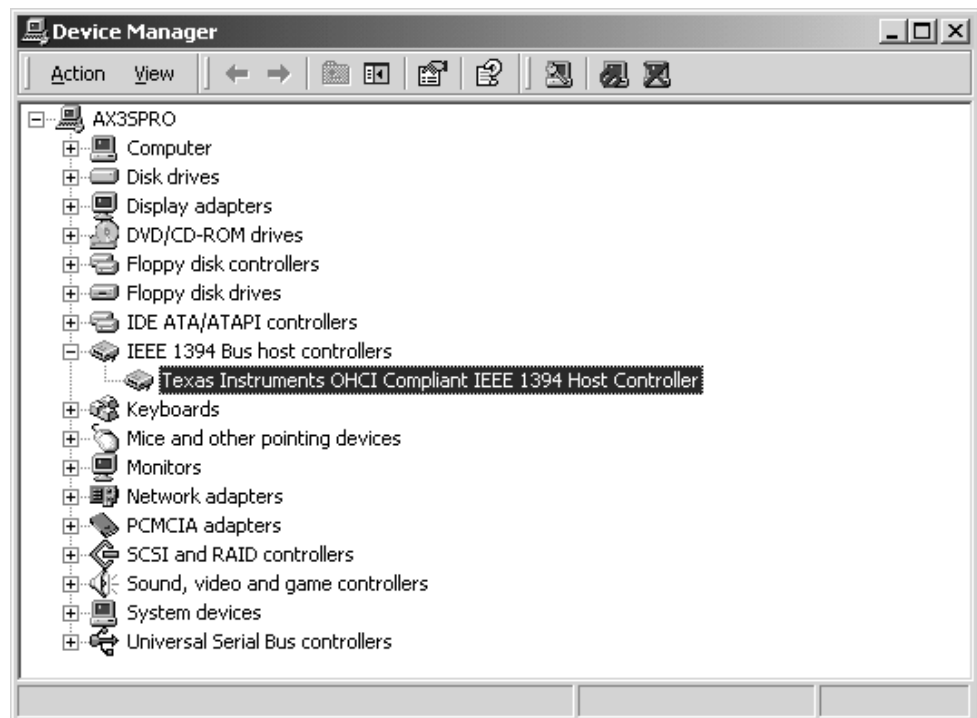 Device Manager
Action View
AX3SPRO
Computer
Disk drives
Display adapters
DVD/CD-ROM drives
Floppy disk controllers
Floppy disk drives
IDE ATA/ATAPI controllers
IEEE 1394 Bus host controllers
Texas Instruments OHCI Compliant IEEE 1394 Host Controller
Keyboards
Mice and other pointing devices
Monitors
Network adapters
PCMCIA adapters
SCSI and RAID controllers
Sound, video and game controllers
System devices
Universal Serial Bus controllers